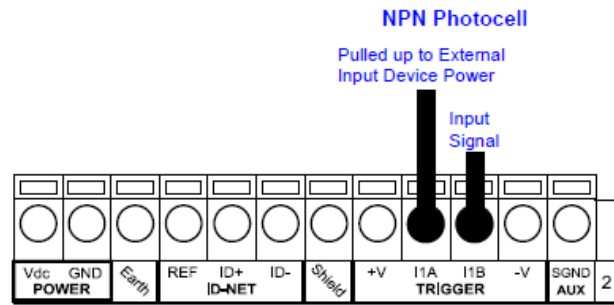 NPN Photocell
Pulled up to External
Input Device Power
Input
Signal
Vdc GND Earth REF ID+ ID- Shield +V I1A I1B -V SGND 2
POWER ID-NET TRIGGER AUX